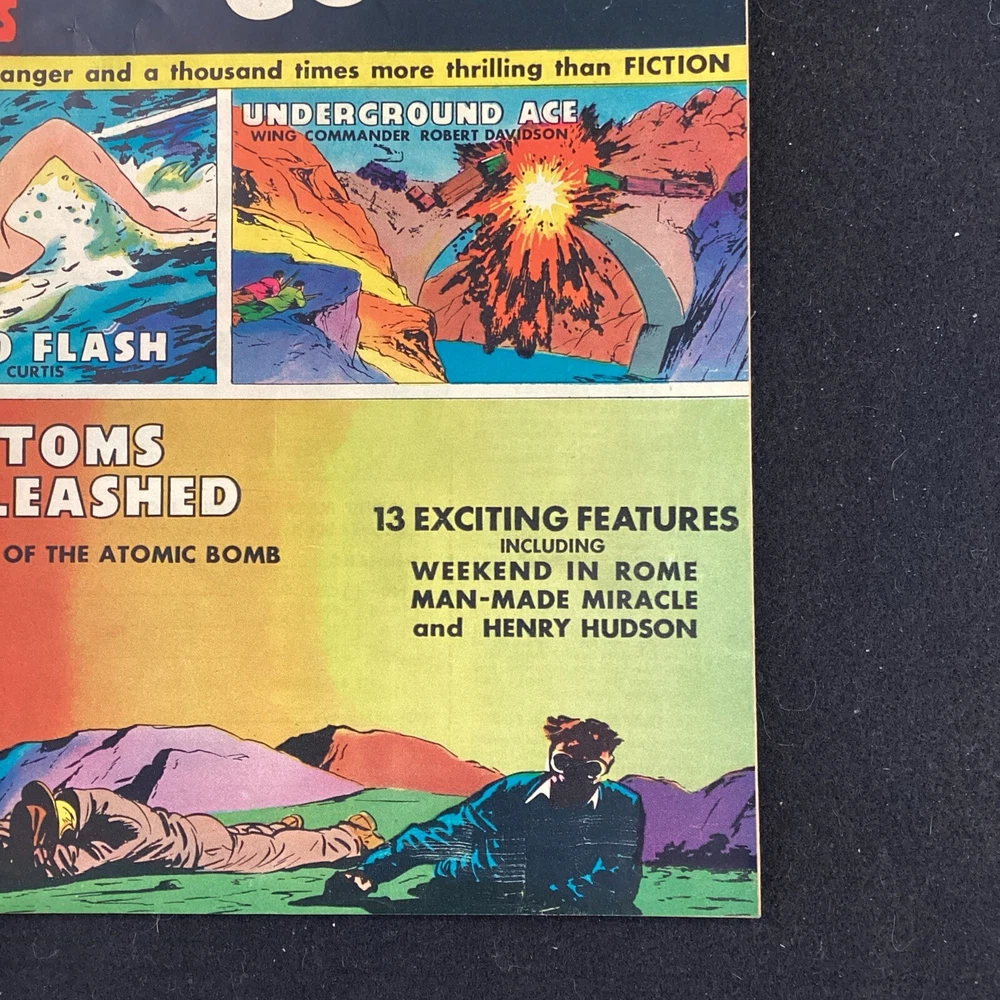 S
anger and a thousand times more thrilling than FICTION
UNDERGROUND ACE
WING COMMANDER ROBERT DAVIDSON
FLASH
CURTIS
TOMS
LEASHED
OF THE ATOMIC BOMB
13 EXCITING FEATURES
INCLUDING
WEEKEND IN ROME
MAN-MADE MIRACLE
and HENRY HUDSON